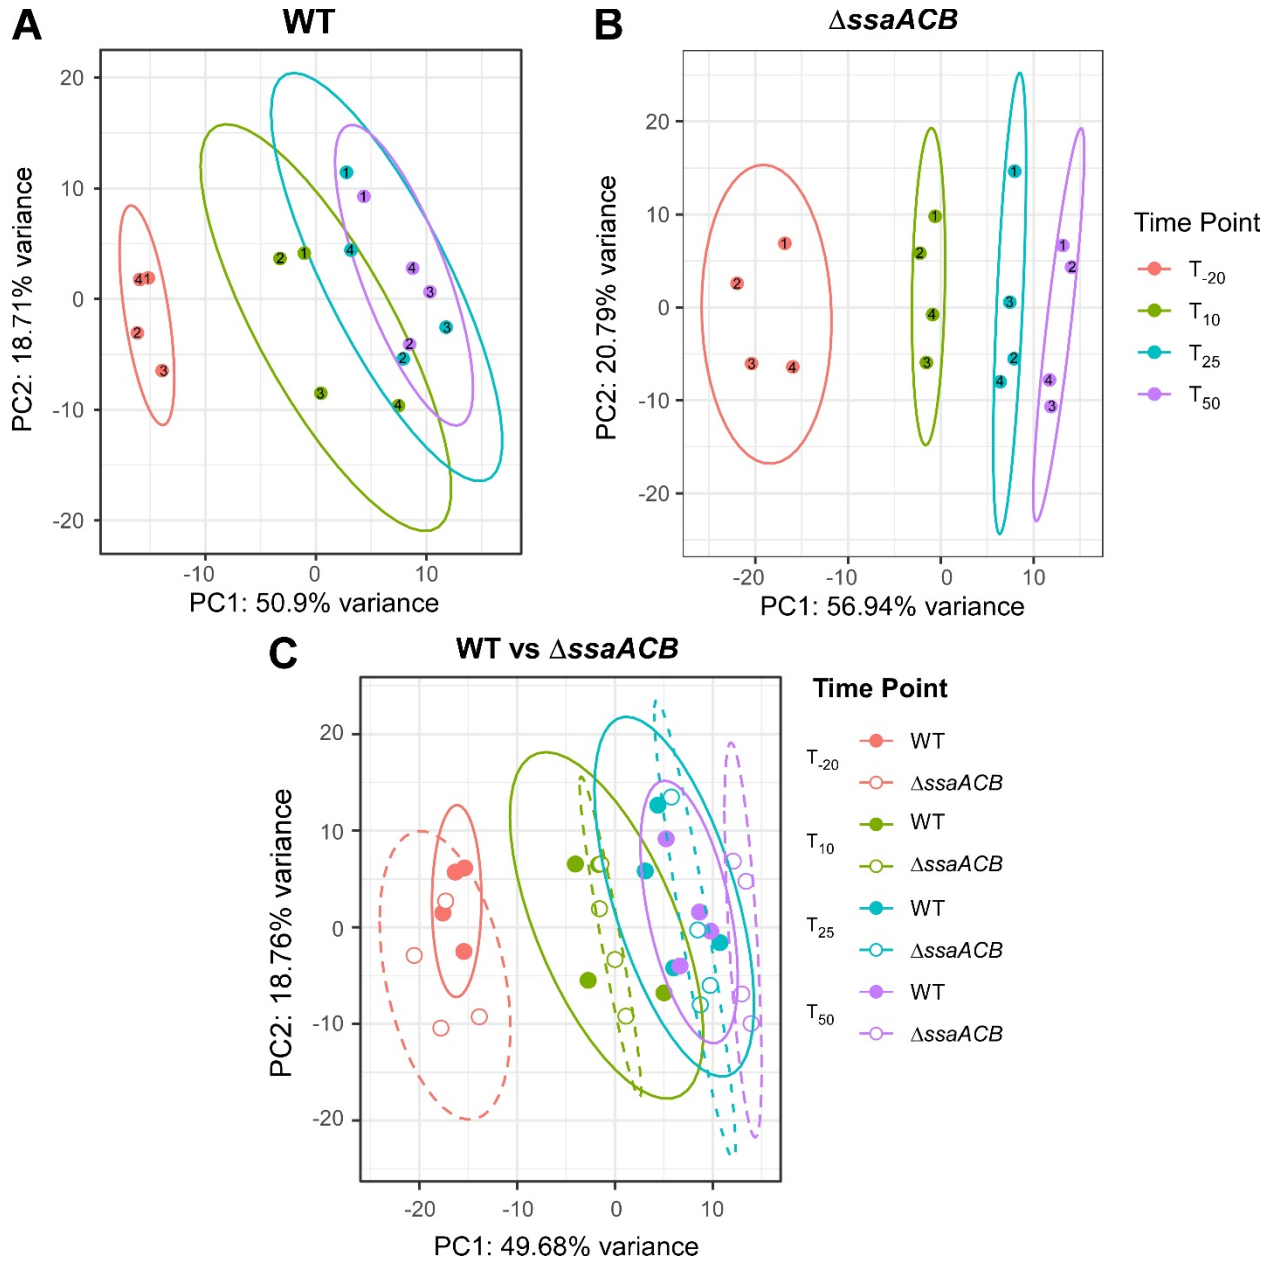 A
WT
B
ΔssaACB
20
10
0
-10
-20
PC2: 18.71% variance
1
1
4
4
3
3
2
2
2
1
3
4
4
1
2
3
-10
0
10
PC1: 50.9% variance
20
10
0
-10
-20
PC2: 20.79% variance
1
2
3
4
1
2
4
3
1
3
2
4
1
2
4
3
-20
-10
0
10
PC1: 56.94% variance
Time Point
T-20
T10
T25
T50
C
WT vs ΔssaACB
20
10
0
-10
-20
PC2: 18.76% variance
-20
-10
0
10
PC1: 49.68% variance
Time Point
T-20
WT
ΔssaACB
T10
WT
ΔssaACB
T25
WT
ΔssaACB
T50
WT
ΔssaACB